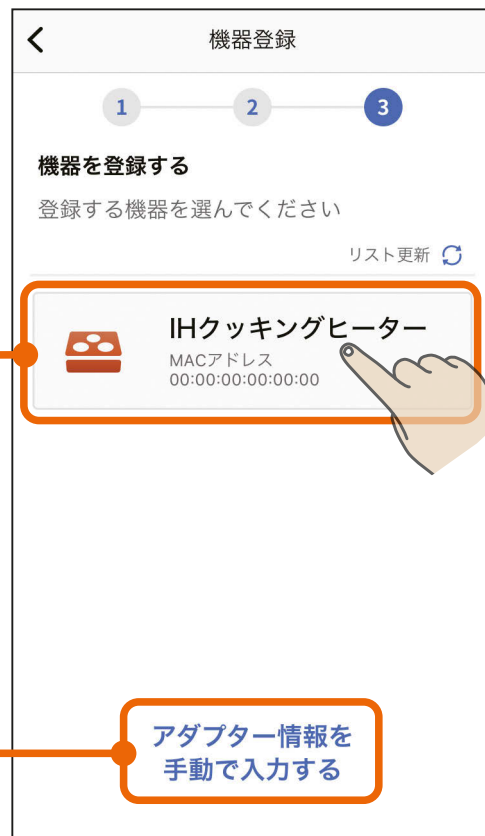 機器登録
1 2 3
機器を登録する
登録する機器を選んでください
リスト更新
IHクッキングヒーター
MACアドレス
00:00:00:00:00:00
アダプター情報を
手動で入力する